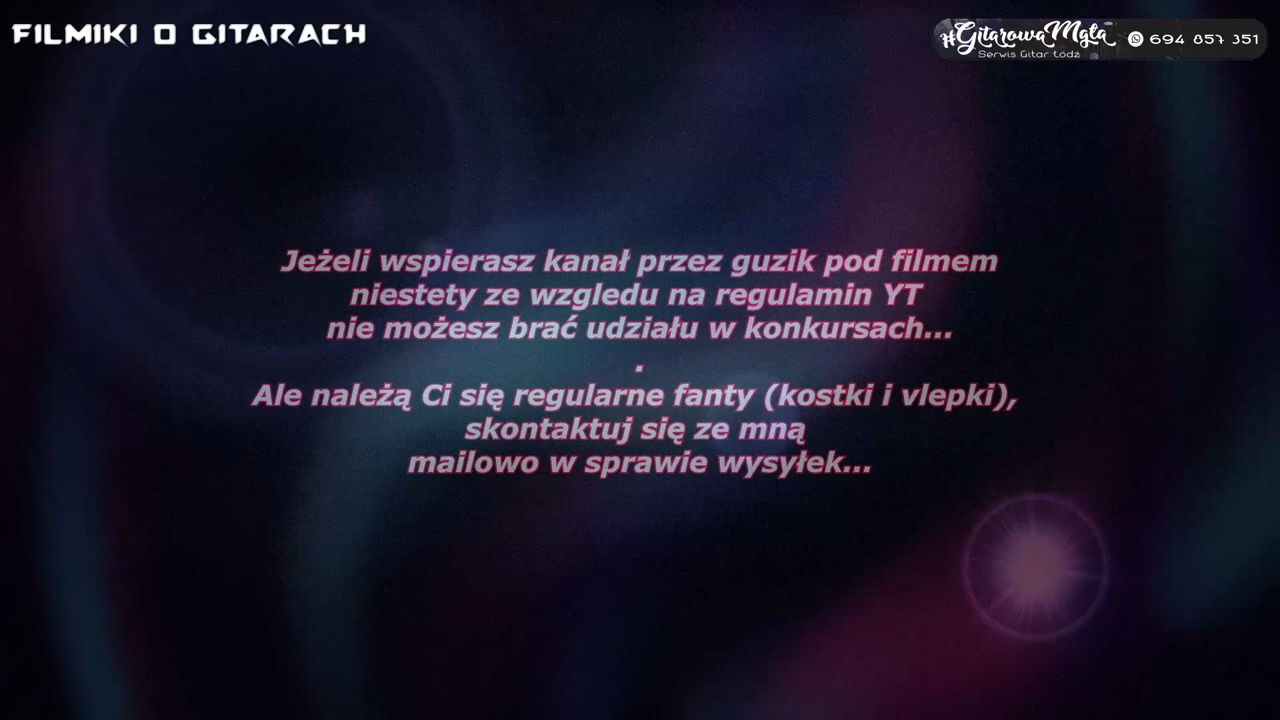 FILMIKI O GITARACH
#GitarowaMgła
Serwis Gitar Łódź
694 857 351
Jeżeli wspierasz kanał przez guzik pod filmem
niestety ze wzgledu na regulamin YT
nie możesz brać udziału w konkursach...
.
Ale należą Ci się regularne fanty (kostki i vlepki),
skontaktuj się ze mną
mailowo w sprawie wysyłek...